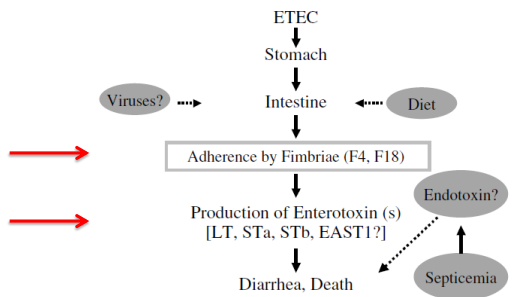 ETEC
Stomach
Viruses?
Intestine
Diet
Adherence by Fimbriae (F4, F18)
Endotoxin?
Production of Enterotoxin (s)
[LT, STa, STb, EAST1?]
Diarrhea, Death
Septicemia